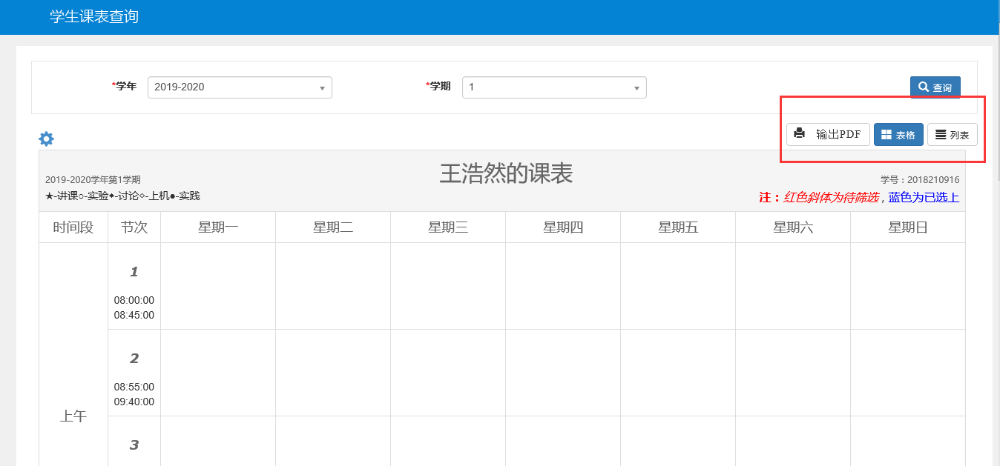 学生课表查询
*学年 2019-2020 *学期 1 查询
输出PDF 表格 列表
王浩然的课表
2019-2020学年第1学期 学号：2018210916
★-讲课○-实验◆-讨论◇-上机●-实践 注：红色斜体为待筛选 , 蓝色为已选上
时间段 节次 星期一 星期二 星期三 星期四 星期五 星期六 星期日
1
08:00:00
08:45:00
2
08:55:00
09:40:00
上午
3